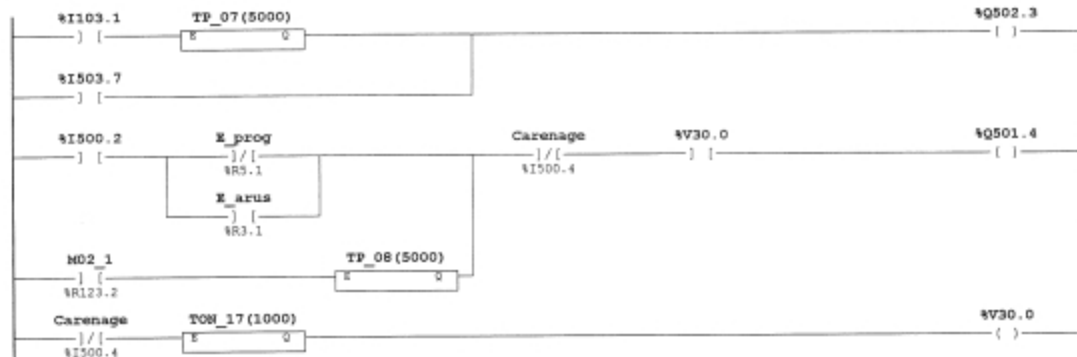 %I103.1 TP_07(5000) %Q502.3
] [ E Q ( )
%I503.7
] [
%I500.2 E_prog Carenage %V30.0 %Q501.4
] [ ]/[ ]/[ ] [ ( )
%R5.1 %I500.4
E_arus
] [
%R3.1
M02_1 TP_08(5000)
] [ E Q
%R123.2
Carenage TON_17(1000) %V30.0
]/[ E Q ( )
%I500.4